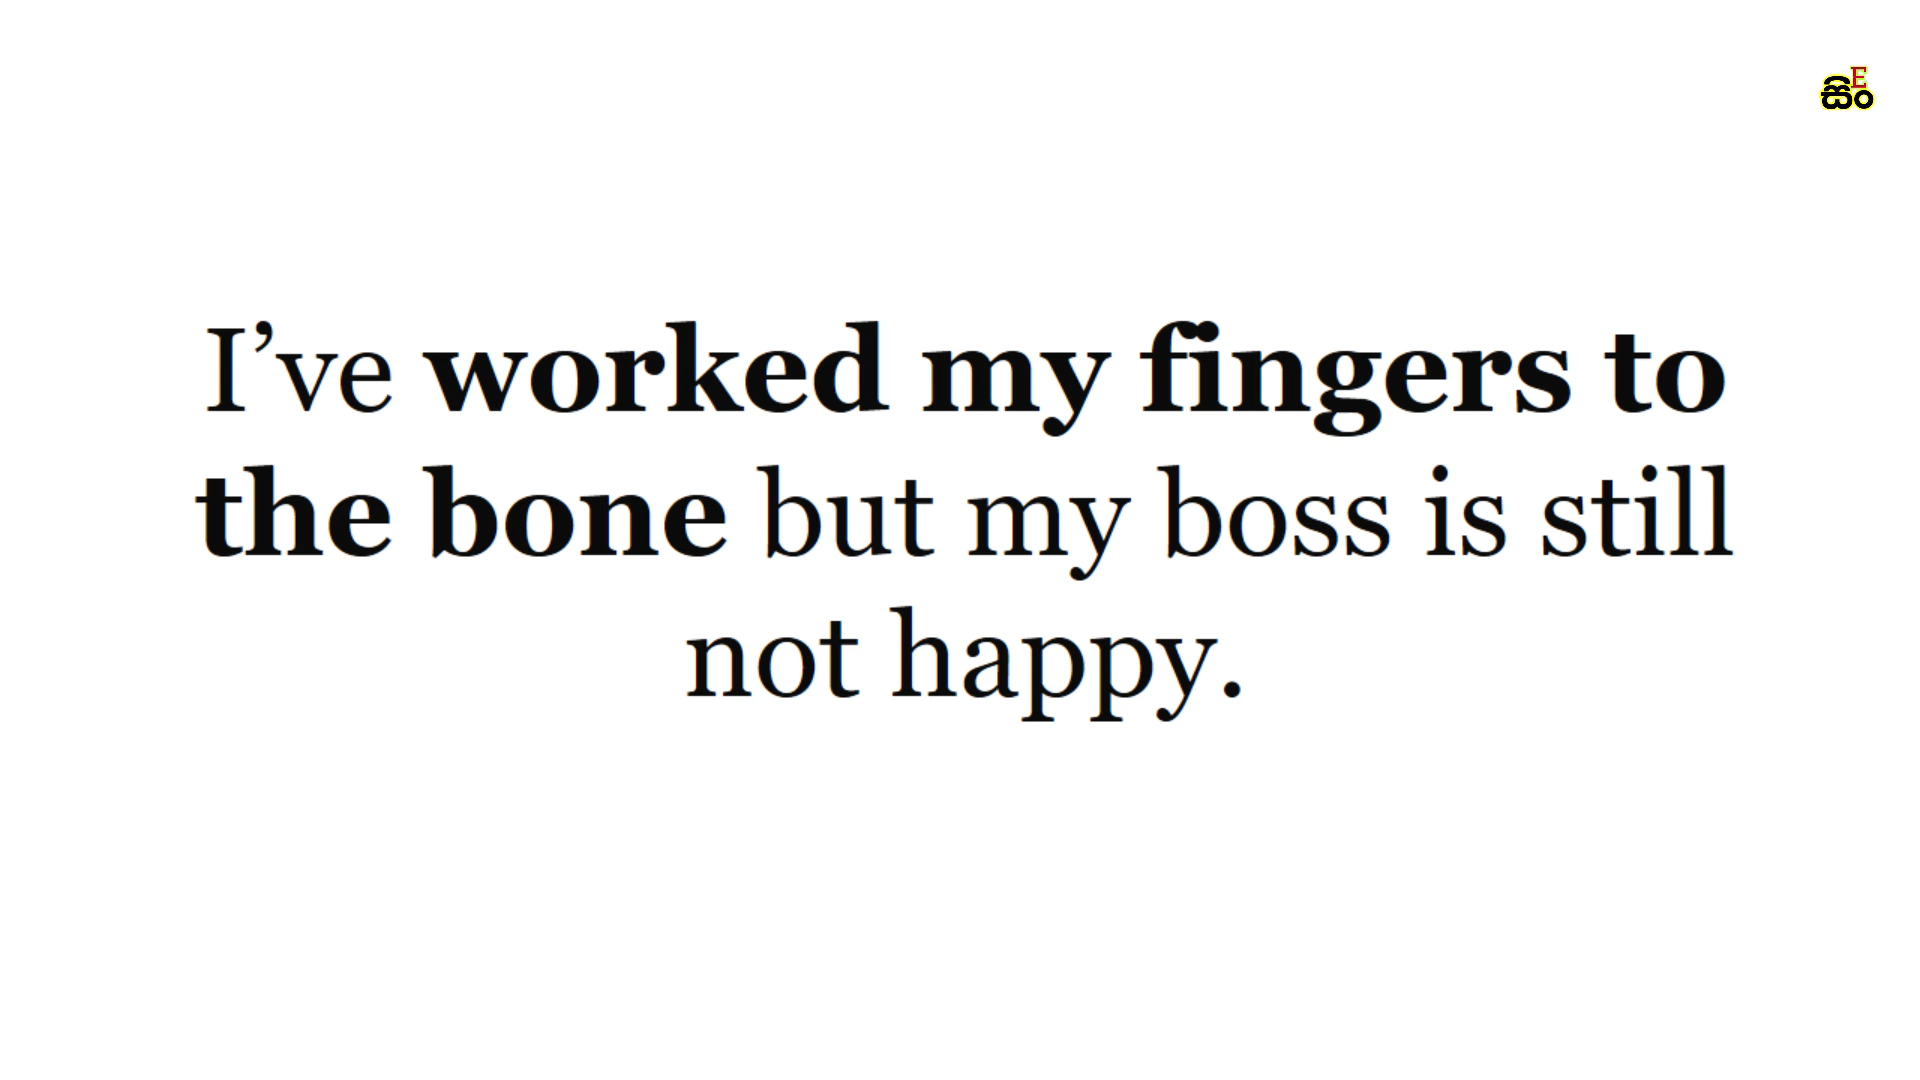 E
සිං
I’ve worked my fingers to
the bone but my boss is still
not happy.